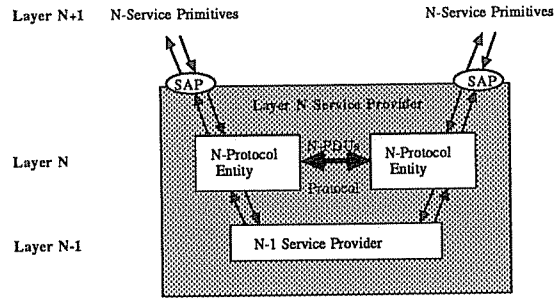 Layer N+1
N-Service Primitives
N-Service Primitives
SAP
SAP
Layer N Service Provider
N-PDUs
Layer N
N-Protocol
Entity
N-Protocol
Entity
Protocol
N-1 Service Provider
Layer N-1